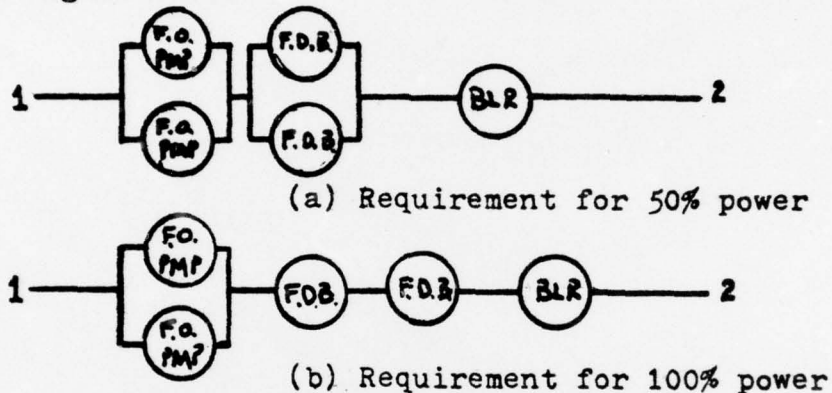 F.O.
PMP
F.D.B.
1
BLR
2
F.O.
PMP
F.D.B.
(a) Requirement for 50% power
F.O.
PMP
1
F.D.B.
F.D.B.
BLR
2
F.O.
PMP
(b) Requirement for 100% power